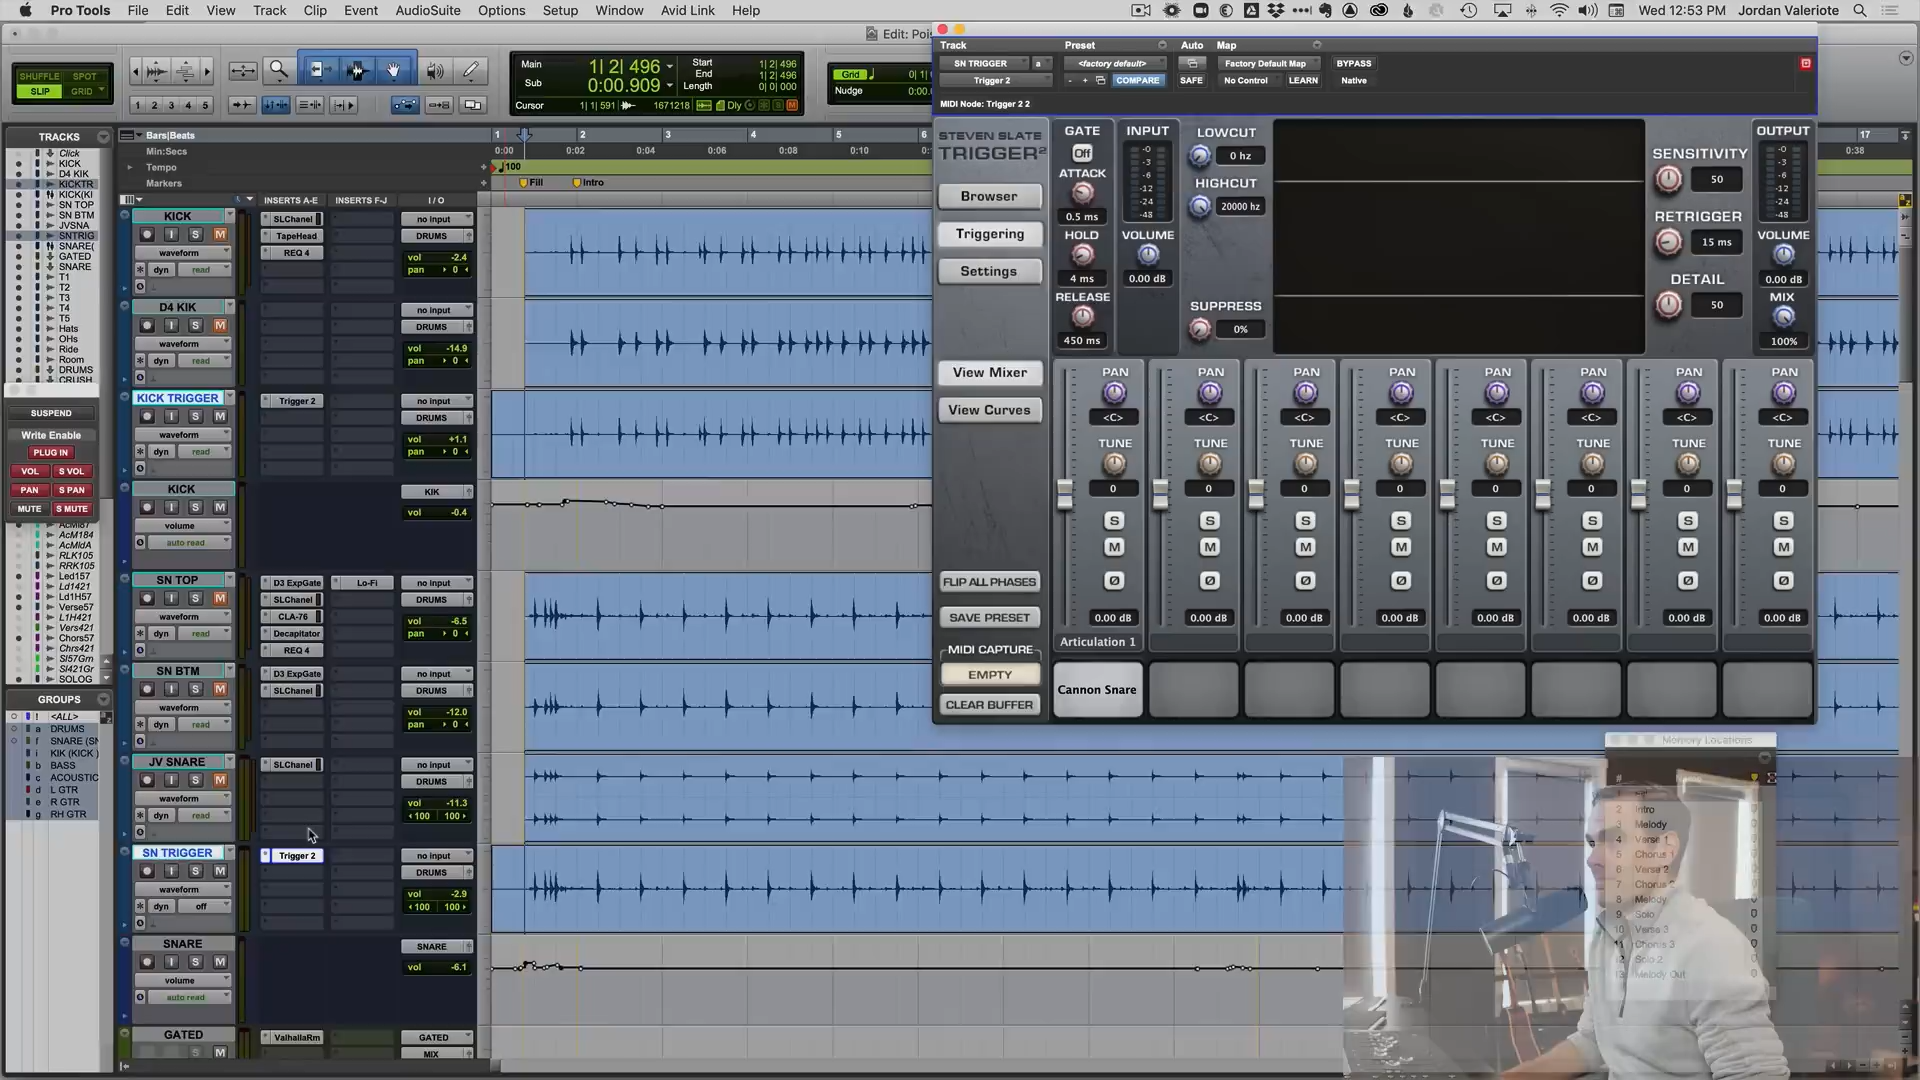 Pro Tools File Edit View Track Clip Event AudioSuite Options Setup Window Avid Link Help Wed 12:53 PM Jordan Valeriote
Edit: Poi
SHUFFLE SPOT
SLIP GRID
Main 1| 2| 496
Sub 0:00.909
Start 1| 2| 496
End 1| 2| 496
Length 0| 0| 000
Cursor 1| 1| 591 1671218 Dly
Grid 0| 1|
Nudge 0:00.
1 2 3 4 5
TRACKS
Click
KICK
D4 KIK
KICKTR
KICK(KI
SN TOP
SN BTM
JVSNA
SNTRIG
SNARE(
GATED
SNARE
T1
T2
T3
T4
T5
Hats
OHs
Ride
Room
DRUMS
CRUSH
SUSPEND
Write Enable
PLUG IN
VOL S VOL
PAN S PAN
MUTE S MUTE
AcMi87
AcM184
AcMidA
RLK105
RRK105
Led157
Ld1421
Ld1H57
Verse57
L1H421
Vers421
Chors57
Chrs421
Sl57Grn
Sl421Gr
SOLOG
GROUPS
! <ALL>
a DRUMS
f SNARE (SN
i KIK (KICK
b BASS
c ACOUSTIC
d L GTR
e R GTR
g RH GTR
Bars|Beats 1 2 3 4 5 6 17
Min:Secs 0:00 0:02 0:04 0:06 0:08 0:10 0:38
Tempo 100
Markers Fill Intro
INSERTS A-E INSERTS F-J I / O
KICK
I S M
waveform
dyn read
SLChanel
TapeHead
REQ 4
no input
DRUMS
vol -2.4
pan 0
D4 KIK
I S M
waveform
dyn read
no input
DRUMS
vol -14.9
pan 0
KICK TRIGGER
I S M
waveform
dyn read
Trigger 2
no input
DRUMS
vol +1.1
pan 0
KICK
I S M
volume
auto read
KIK
vol -0.4
SN TOP
I S M
waveform
dyn read
D3 ExpGate Lo-Fi
SLChanel
CLA-76
Decapitator
REQ 4
no input
DRUMS
vol -6.5
pan 0
SN BTM
I S M
waveform
dyn read
D3 ExpGate
SLChanel
no input
DRUMS
vol -12.0
pan 0
JV SNARE
I S M
waveform
dyn read
SLChanel
no input
DRUMS
vol -11.3
100 100
SN TRIGGER
I S M
waveform
dyn off
Trigger 2
no input
DRUMS
vol -2.9
100 100
SNARE
I S M
volume
auto read
SNARE
vol -6.1
GATED
S M
ValhallaRm
GATED
MIX
Track Preset Auto Map
SN TRIGGER a <factory default> Factory Default Map BYPASS
Trigger 2 - + COMPARE SAFE No Control LEARN Native
MIDI Node: Trigger 2 2
STEVEN SLATE
TRIGGER2
Browser
Triggering
Settings
View Mixer
View Curves
FLIP ALL PHASES
SAVE PRESET
MIDI CAPTURE
EMPTY
CLEAR BUFFER
GATE
Off
ATTACK
0.5 ms
HOLD
4 ms
RELEASE
450 ms
INPUT
-0
-3
-6
-12
-24
-48
VOLUME
0.00 dB
LOWCUT
0 hz
HIGHCUT
20000 hz
SUPPRESS
0%
SENSITIVITY
50
RETRIGGER
15 ms
DETAIL
50
OUTPUT
-0
-3
-6
-12
-24
-48
VOLUME
0.00 dB
MIX
100%
PAN PAN PAN PAN PAN PAN PAN PAN
<C> <C> <C> <C> <C> <C> <C> <C>
TUNE TUNE TUNE TUNE TUNE TUNE TUNE TUNE
0 0 0 0 0 0 0 0
S S S S S S S S
M M M M M M M M
Ø Ø Ø Ø Ø Ø Ø Ø
0.00 dB 0.00 dB 0.00 dB 0.00 dB 0.00 dB 0.00 dB 0.00 dB 0.00 dB
Articulation 1
Cannon Snare
Memory Locations
#
2 Intro
3 Melody
4 Verse 1
5 Chorus 1
6 Verse 2
7 Chorus 2
8 Melody
9 Solo
10 Verse 3
11 Chorus 3
12 Solo 2
13 Melody Out